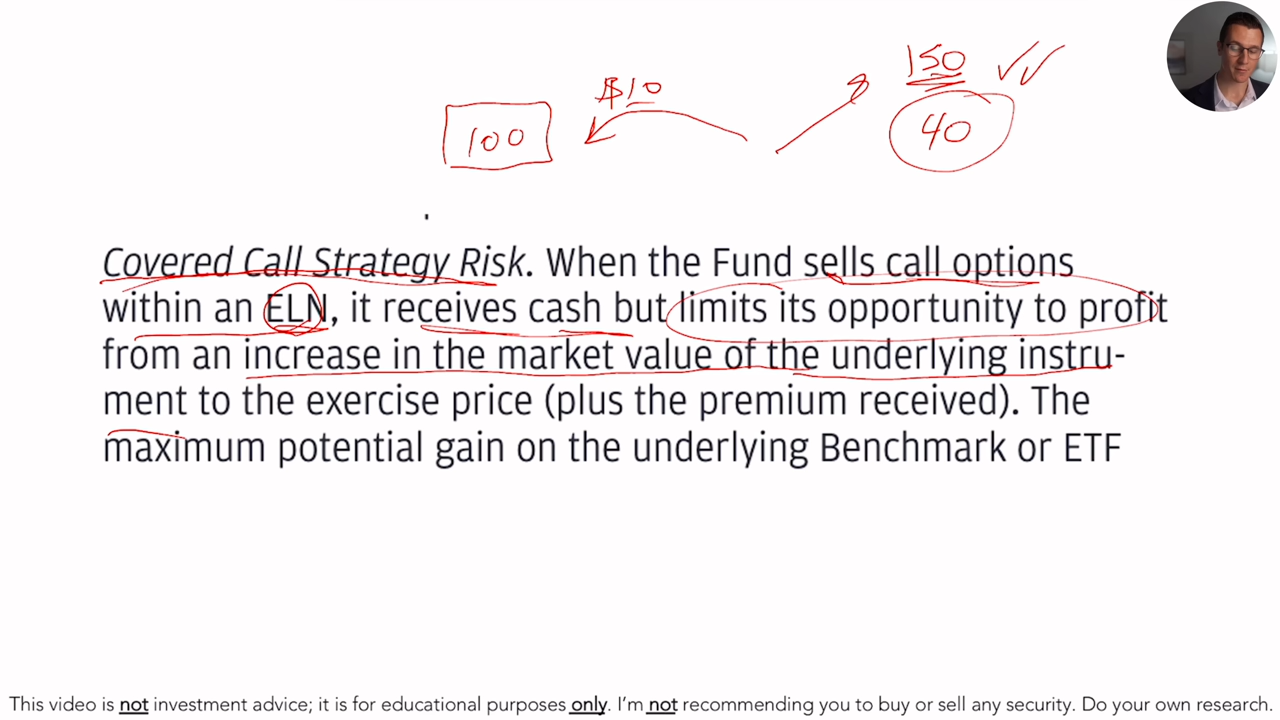 150
$10
100
40
Covered Call Strategy Risk. When the Fund sells call options
within an ELN, it receives cash but limits its opportunity to profit
from an increase in the market value of the underlying instru-
ment to the exercise price (plus the premium received). The
maximum potential gain on the underlying Benchmark or ETF
This video is not investment advice; it is for educational purposes only. I'm not recommending you to buy or sell any security. Do your own research.